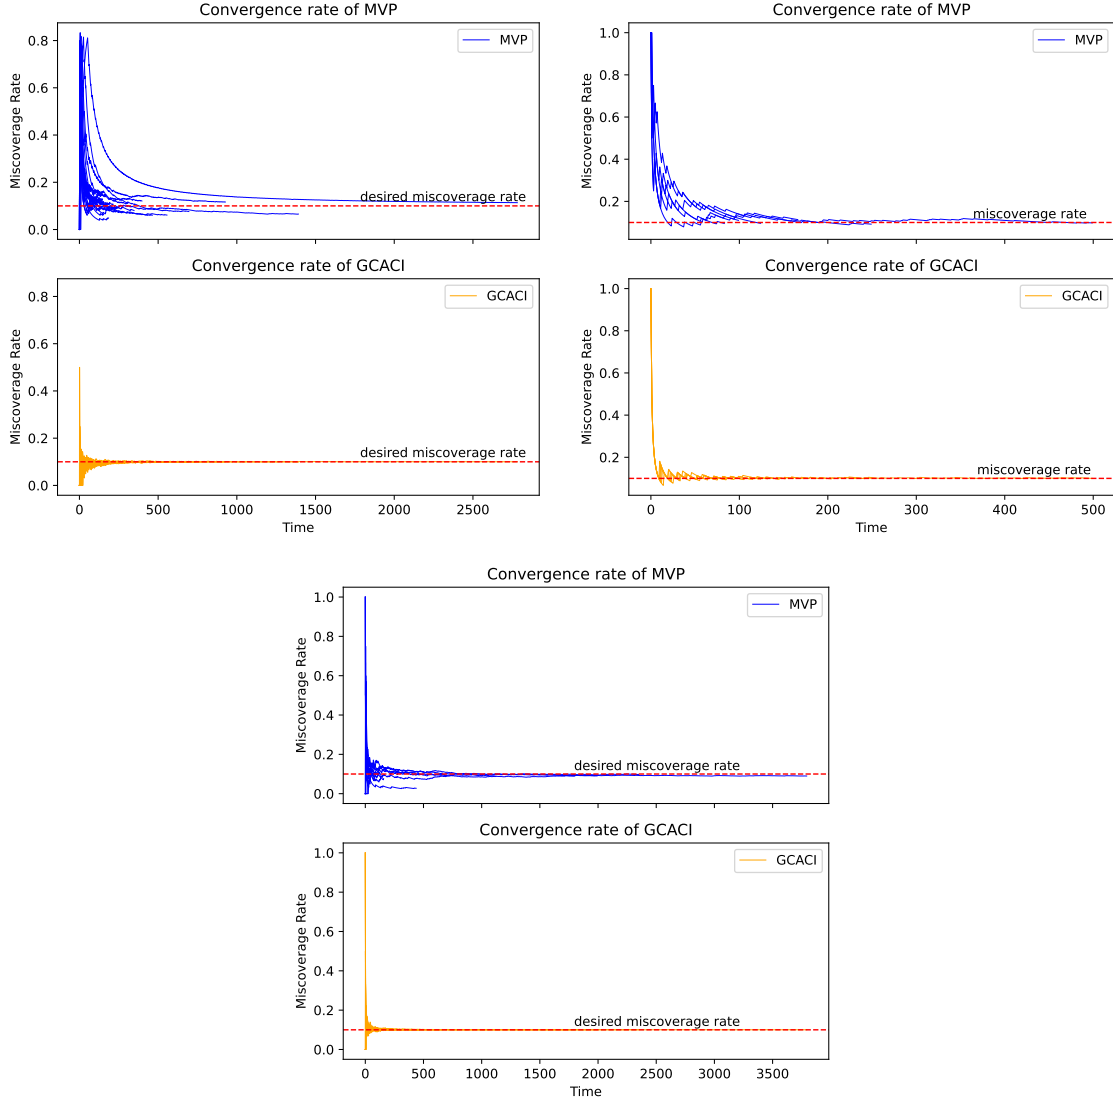 Convergence rate of MVP
Miscoverage Rate
0.8
0.6
0.4
0.2
0.0
MVP
desired miscoverage rate
Convergence rate of GCACI
Miscoverage Rate
0.8
0.6
0.4
0.2
0.0
GCACI
desired miscoverage rate
0 500 1000 1500 2000 2500
Time
Convergence rate of MVP
Miscoverage Rate
1.0
0.8
0.6
0.4
0.2
MVP
miscoverage rate
Convergence rate of GCACI
Miscoverage Rate
1.0
0.8
0.6
0.4
0.2
GCACI
miscoverage rate
0 100 200 300 400 500
Time
Convergence rate of MVP
Miscoverage Rate
1.0
0.8
0.6
0.4
0.2
0.0
MVP
desired miscoverage rate
Convergence rate of GCACI
Miscoverage Rate
1.0
0.8
0.6
0.4
0.2
0.0
GCACI
desired miscoverage rate
0 500 1000 1500 2000 2500 3000 3500
Time